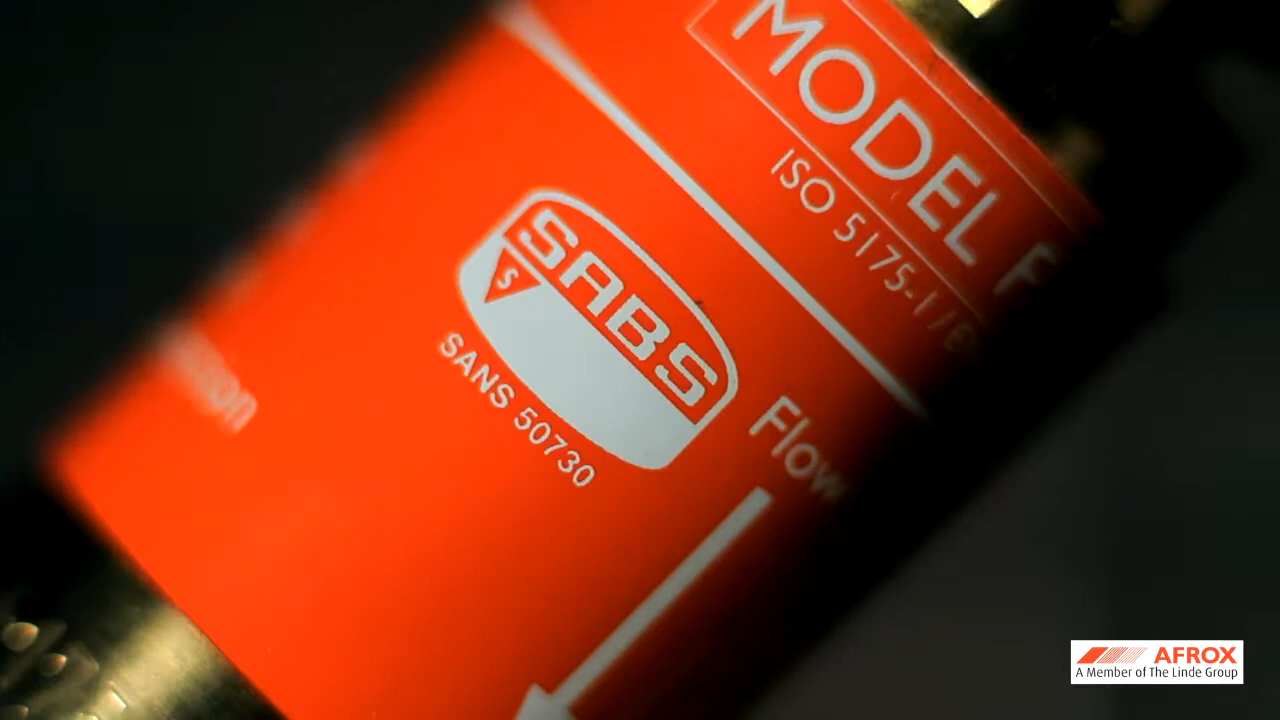 MODEL F
ISO 5175-1 /B
SABS
S
SANS 50730
Flow
AFROX
A Member of The Linde Group